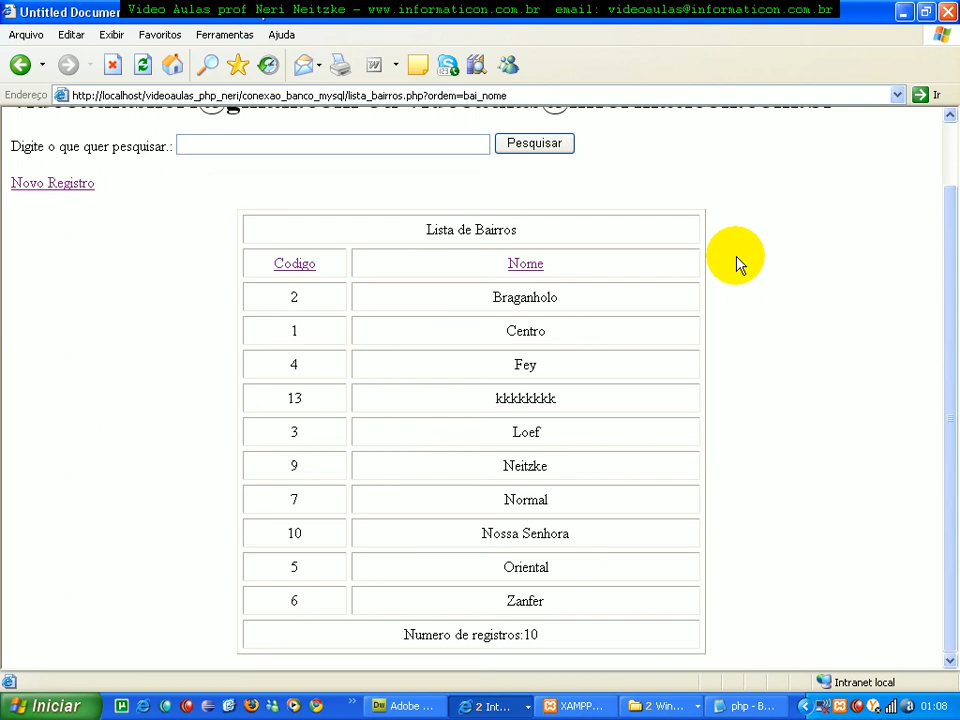 Untitled Docum
Video Aulas prof Neri Neitzke - www.informaticon.com.br email: videoaulas@informaticon.com.br
Arquivo Editar Exibir Favoritos Ferramentas Ajuda
Endereço http://localhost/videoaulas_php_neri/conexao_banco_mysql/lista_bairros.php?ordem=bai_nome Ir
Digite o que quer pesquisar.: Pesquisar
Novo Registro
Lista de Bairros
Codigo Nome
2 Braganholo
1 Centro
4 Fey
13 kkkkkkkk
3 Loef
9 Neitzke
7 Normal
10 Nossa Senhora
5 Oriental
6 Zanfer
Numero de registros:10
Intranet local
Iniciar Adobe ... 2 Int... XAMPP... 2 Win... php - B... 01:08